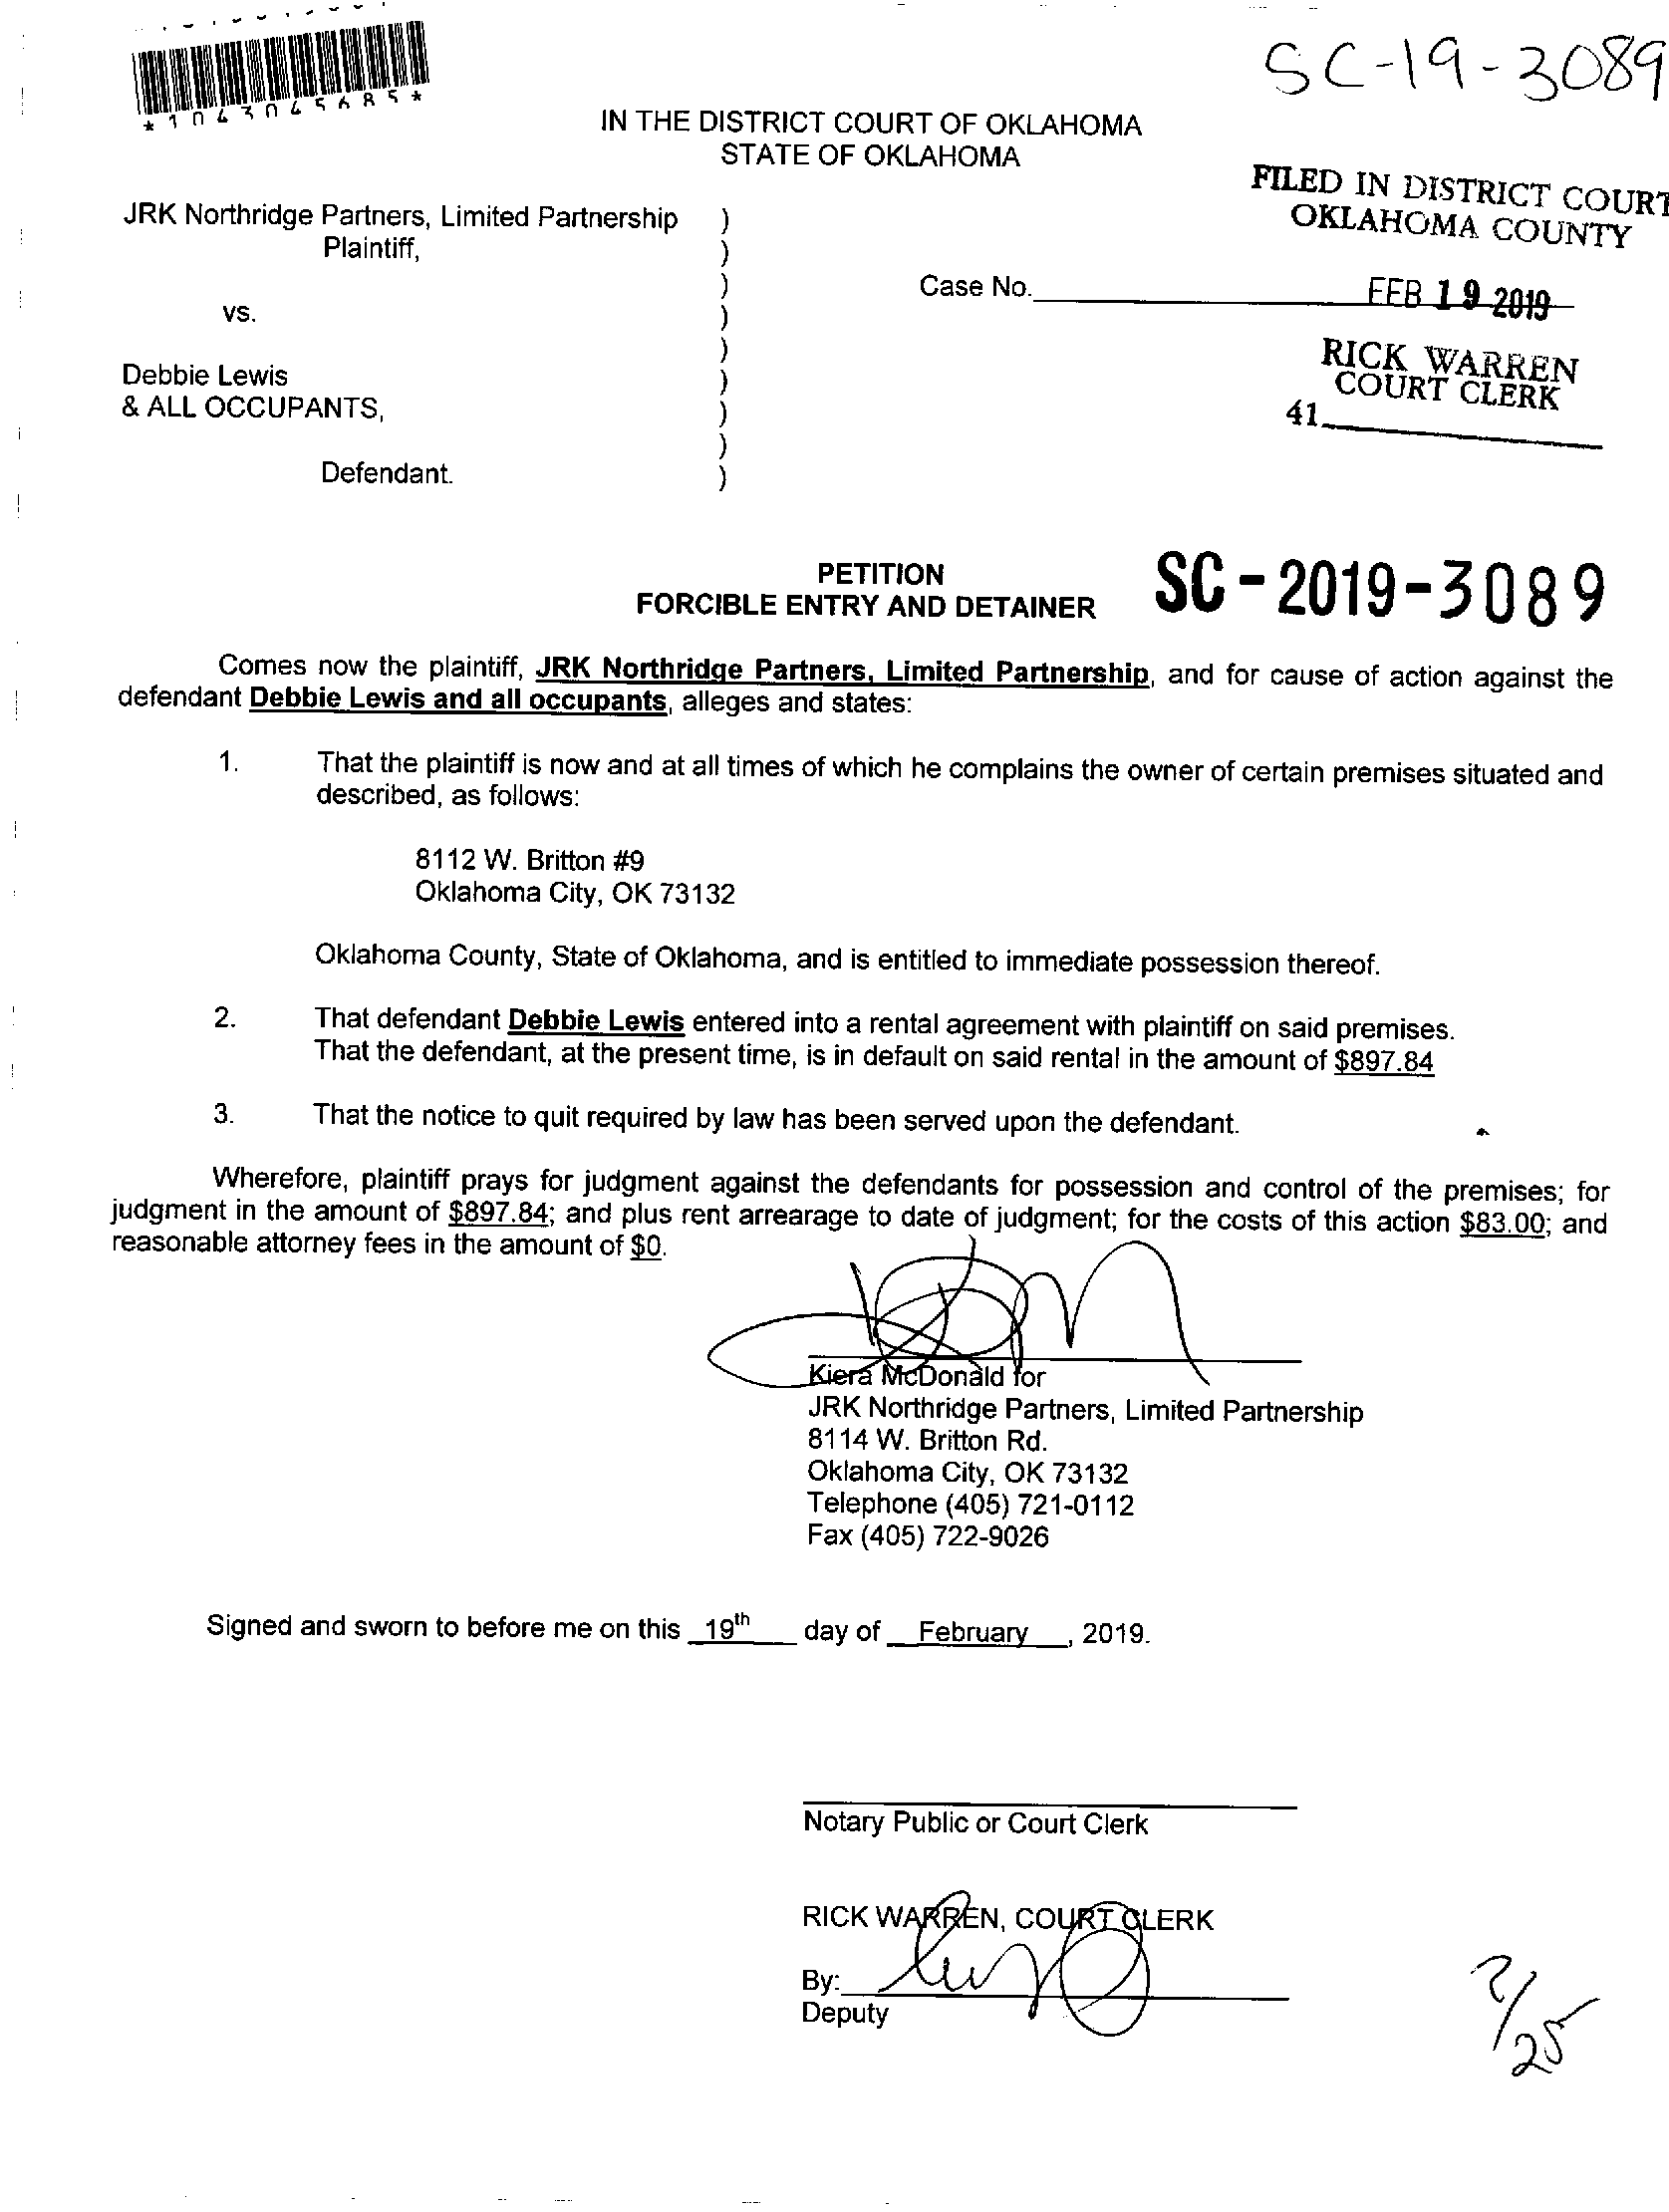 SC-19-3089
*1043045685*
IN THE DISTRICT COURT OF OKLAHOMA
STATE OF OKLAHOMA
FILED IN DISTRICT COURT
OKLAHOMA COUNTY
JRK Northridge Partners, Limited Partnership )
Plaintiff, )
)
Case No.
FEB 19 2019
vs. )
)
RICK WARREN
COURT CLERK
41
Debbie Lewis )
& ALL OCCUPANTS, )
)
Defendant. )
PETITION
FORCIBLE ENTRY AND DETAINER
SC-2019-3089
Comes now the plaintiff, JRK Northridge Partners, Limited Partnership, and for cause of action against the
defendant Debbie Lewis and all occupants, alleges and states:
1. That the plaintiff is now and at all times of which he complains the owner of certain premises situated and
described, as follows:
8112 W. Britton #9
Oklahoma City, OK 73132
Oklahoma County, State of Oklahoma, and is entitled to immediate possession thereof.
2. That defendant Debbie Lewis entered into a rental agreement with plaintiff on said premises.
That the defendant, at the present time, is in default on said rental in the amount of $897.84
3. That the notice to quit required by law has been served upon the defendant.
Wherefore, plaintiff prays for judgment against the defendants for possession and control of the premises; for
judgment in the amount of $897.84; and plus rent arrearage to date of judgment; for the costs of this action $83.00; and
reasonable attorney fees in the amount of $0.
Kiera McDonald for
JRK Northridge Partners, Limited Partnership
8114 W. Britton Rd.
Oklahoma City, OK 73132
Telephone (405) 721-0112
Fax (405) 722-9026
Signed and sworn to before me on this 19th day of February, 2019.
Notary Public or Court Clerk
RICK WARREN, COURT CLERK
By:
Deputy
2/25